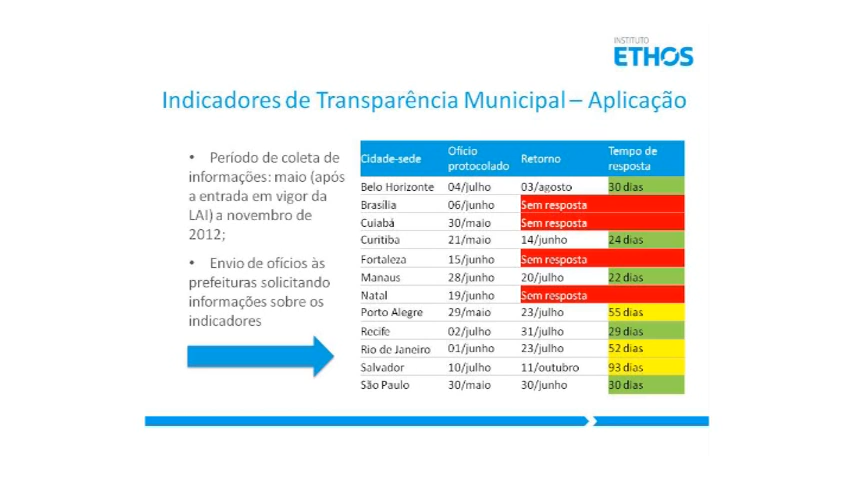 INSTITUTO
ETHOS
Indicadores de Transparência Municipal – Aplicação
• Período de coleta de
informações: maio (após
a entrada em vigor da
LAI) a novembro de
2012;
• Envio de ofícios às
prefeituras solicitando
informações sobre os
indicadores
Cidade-sede Ofício protocolado Retorno Tempo de resposta
Belo Horizonte 04/julho 03/agosto 30 dias
Brasília 06/junho Sem resposta
Cuiabá 30/maio Sem resposta
Curitiba 21/maio 14/junho 24 dias
Fortaleza 15/junho Sem resposta
Manaus 28/junho 20/julho 22 dias
Natal 19/junho Sem resposta
Porto Alegre 29/maio 23/julho 55 dias
Recife 02/julho 31/julho 29 dias
Rio de Janeiro 01/junho 23/julho 52 dias
Salvador 10/julho 11/outubro 93 dias
São Paulo 30/maio 30/junho 30 dias